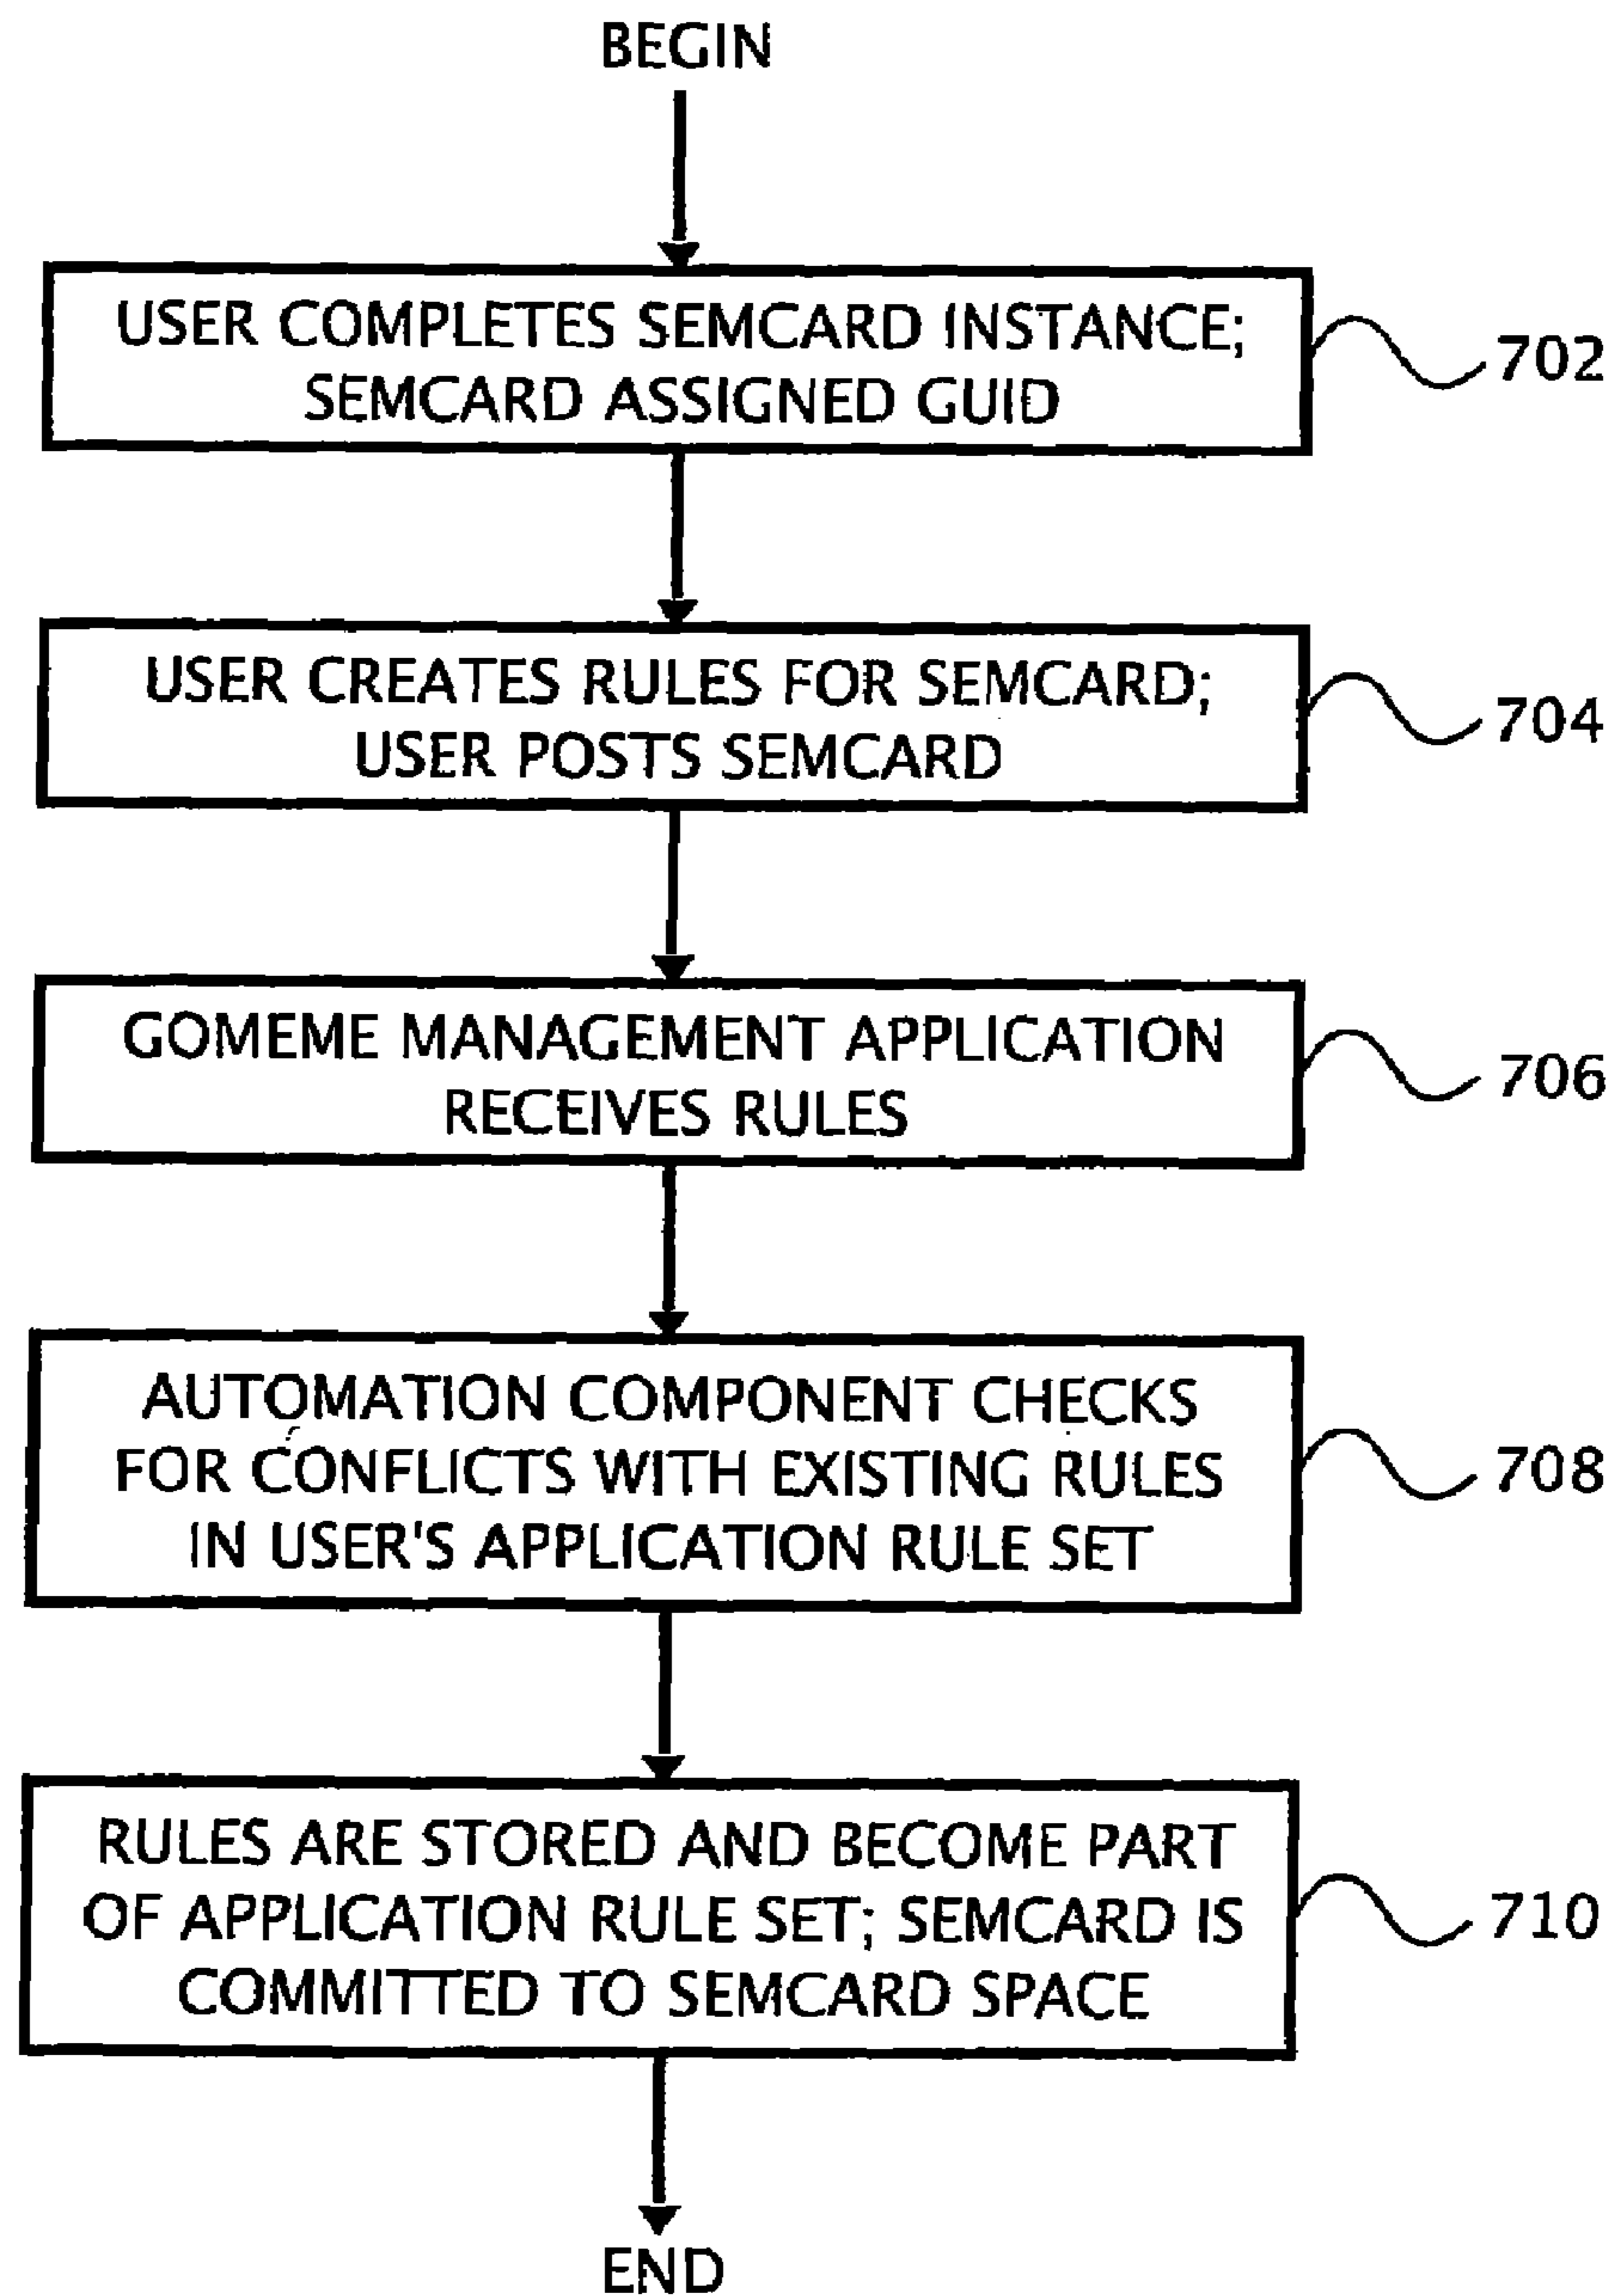 BEGIN
USER COMPLETES SEMCARD INSTANCE;
SEMCARD ASSIGNED GUID
702
USER CREATES RULES FOR SEMCARD;
USER POSTS SEMCARD
704
GOMEME MANAGEMENT APPLICATION
RECEIVES RULES
706
AUTOMATION COMPONENT CHECKS
FOR CONFLICTS WITH EXISTING RULES
IN USER'S APPLICATION RULE SET
708
RULES ARE STORED AND BECOME PART
OF APPLICATION RULE SET; SEMCARD IS
COMMITTED TO SEMCARD SPACE
710
END